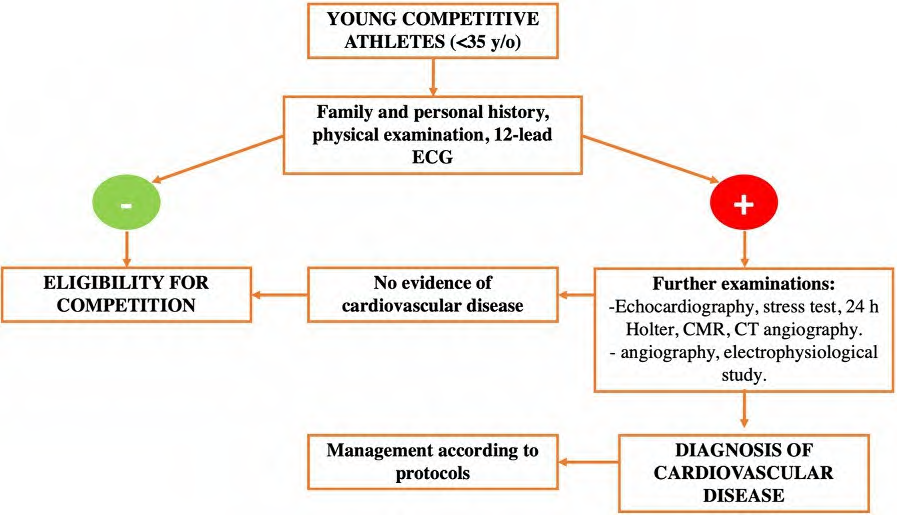 YOUNG COMPETITIVE
ATHLETES (<35 y/o)
Family and personal history,
physical examination, 12-lead
ECG
-
+
ELIGIBILITY FOR
COMPETITION
No evidence of
cardiovascular disease
Further examinations:
-Echocardiography, stress test, 24 h
Holter, CMR, CT angiography.
- angiography, electrophysiological
study.
Management according to
protocols
DIAGNOSIS OF
CARDIOVASCULAR
DISEASE